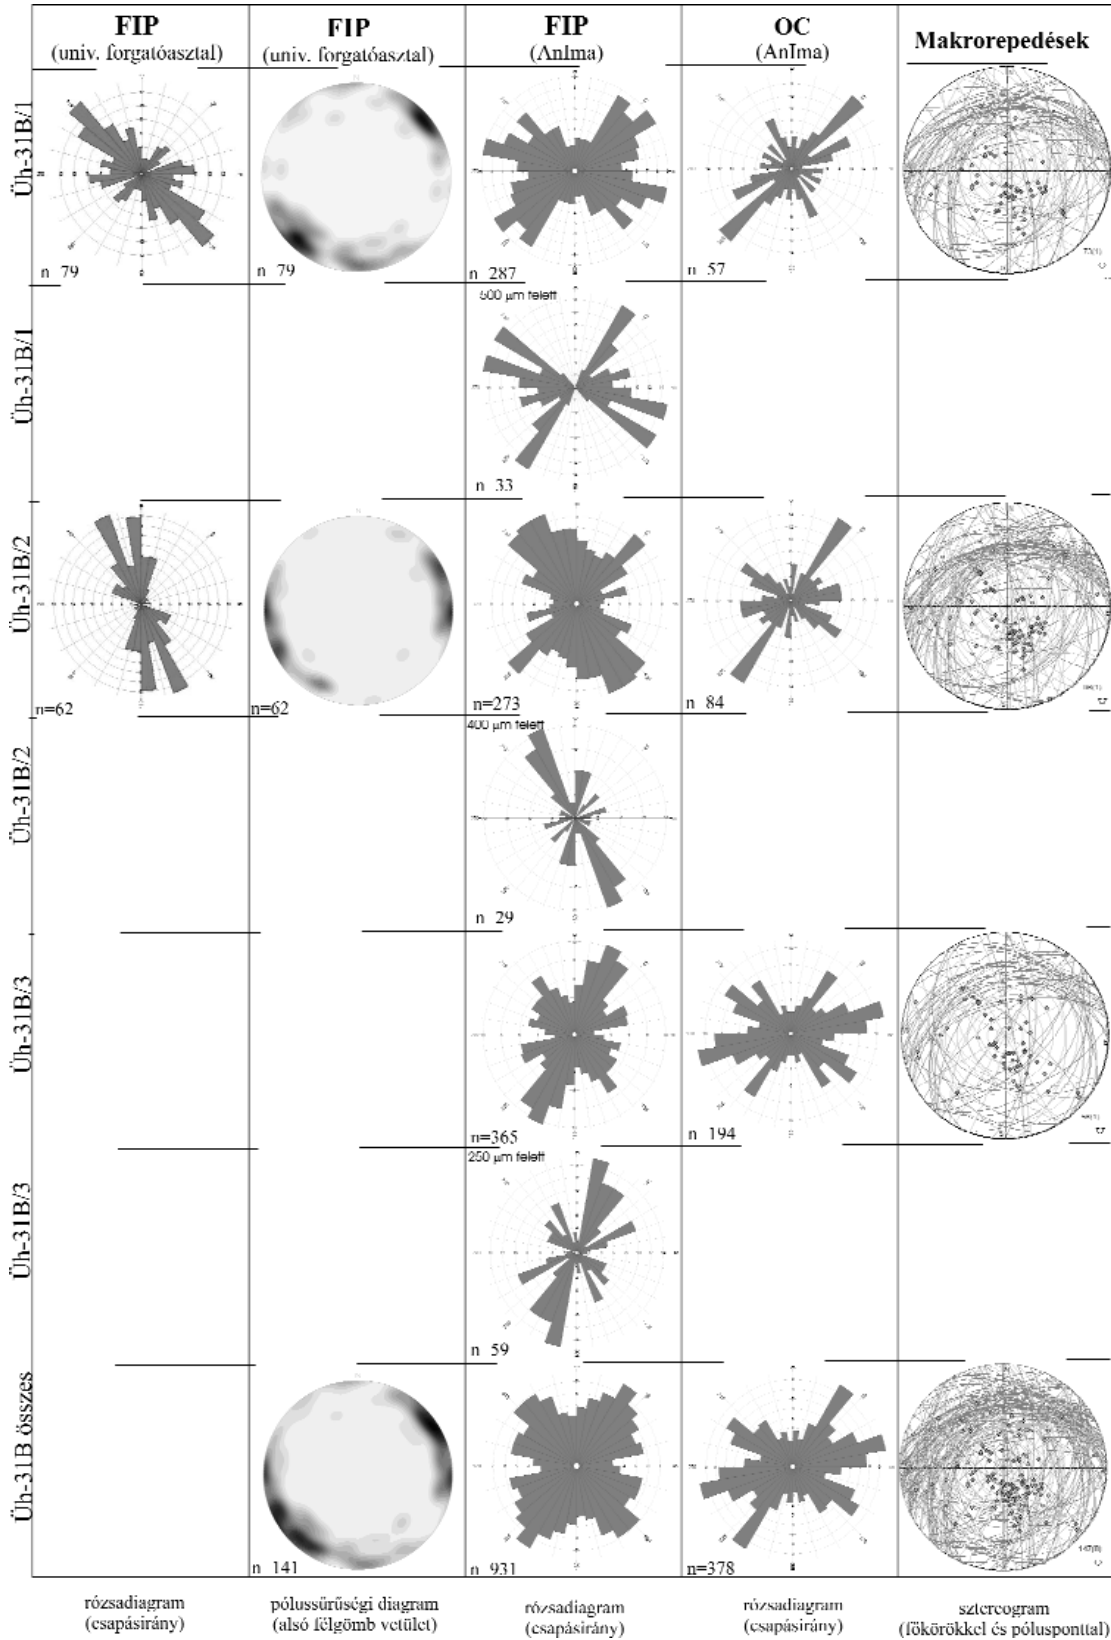 FIP
(univ. forgatóasztal)
FIP
(univ. forgatóasztal)
FIP
(AnIma)
OC
(AnIma)
Makrorepedések
Üh-31B/1
n 79
n 79
n 287
n 57
Üh-31B/1
500 µm felett
n 33
Üh-31B/2
n=62
n=62
n=273
n 84
Üh-31B/2
400 µm felett
n 29
Üh-31B/3
n=365
n 194
Üh-31B/3
250 µm felett
n 59
Üh-31B összes
n 141
n 931
n=378
rózsadiagram
(csapásirány)
pólussűrűségi diagram
(alsó félgömb vetület)
rózsadiagram
(csapásirány)
rózsadiagram
(csapásirány)
sztereogram
(főkörökkel és pólusponttal)